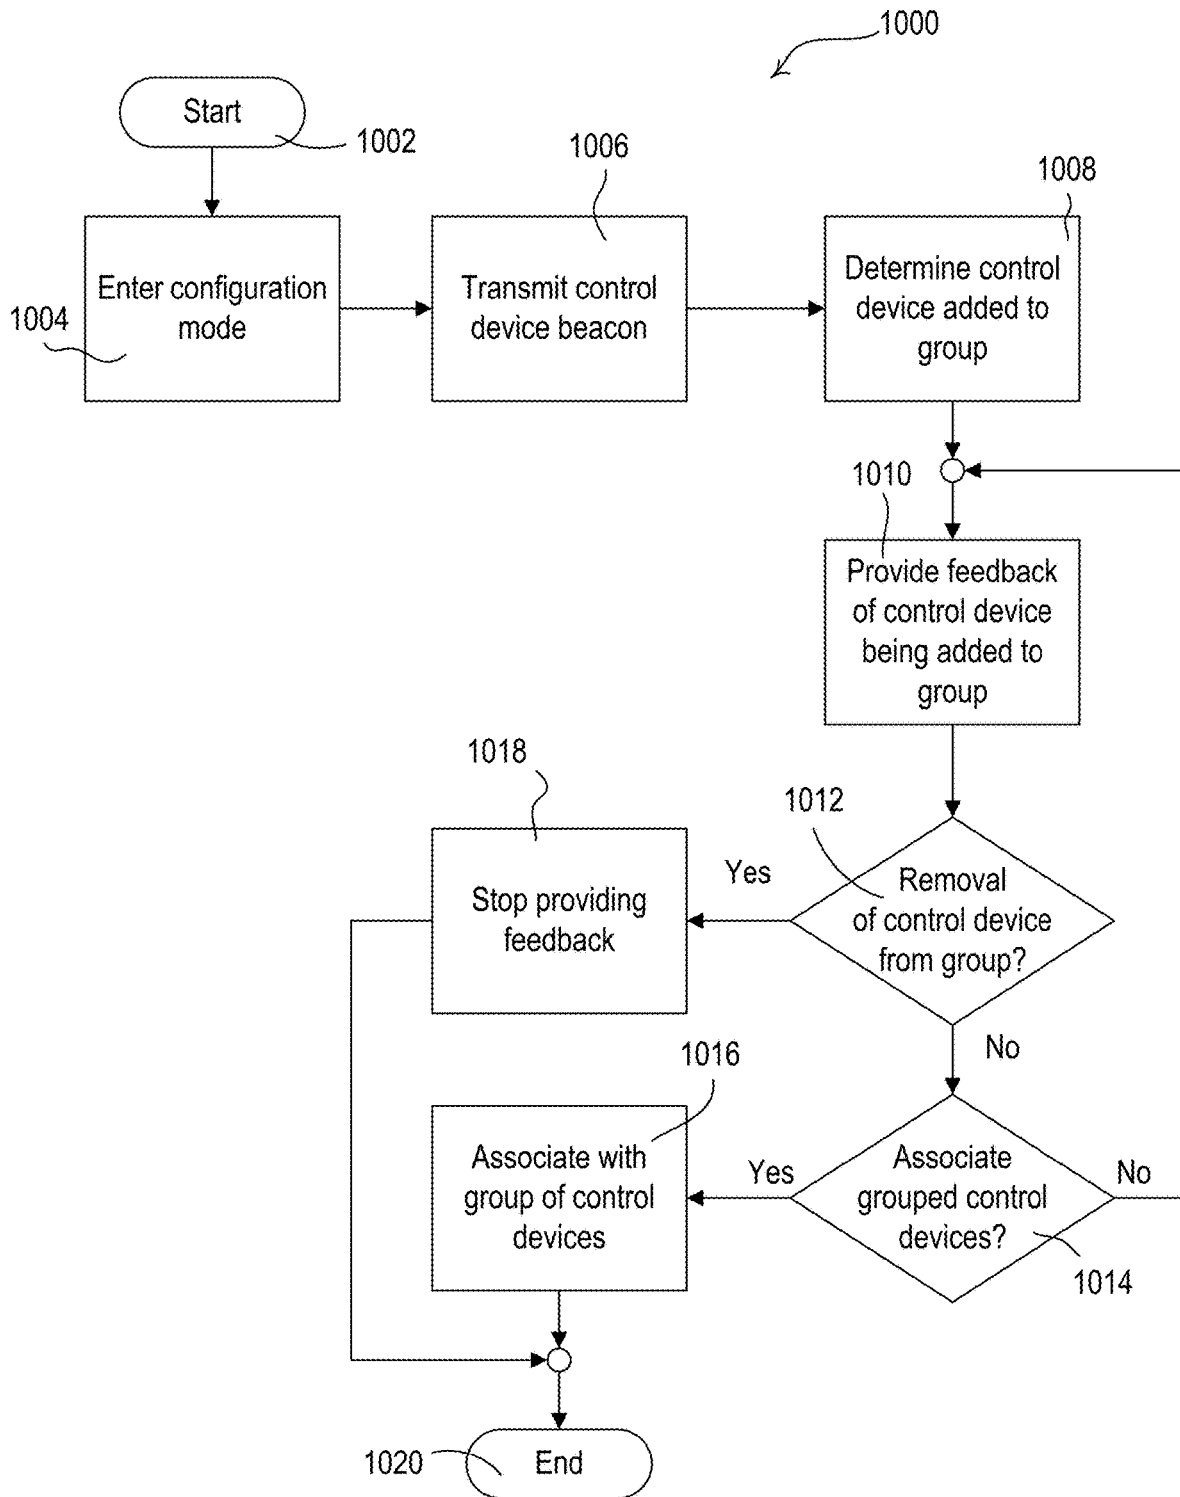 1000
Start
1002
1006
1008
Enter configuration
mode
1004
Transmit control
device beacon
Determine control
device added to
group
1010
Provide feedback
of control device
being added to
group
1018
1012
Yes
Stop providing
feedback
Removal
of control device
from group?
No
1016
Associate with
group of control
devices
Yes
Associate
grouped control
devices?
No
1014
1020
End